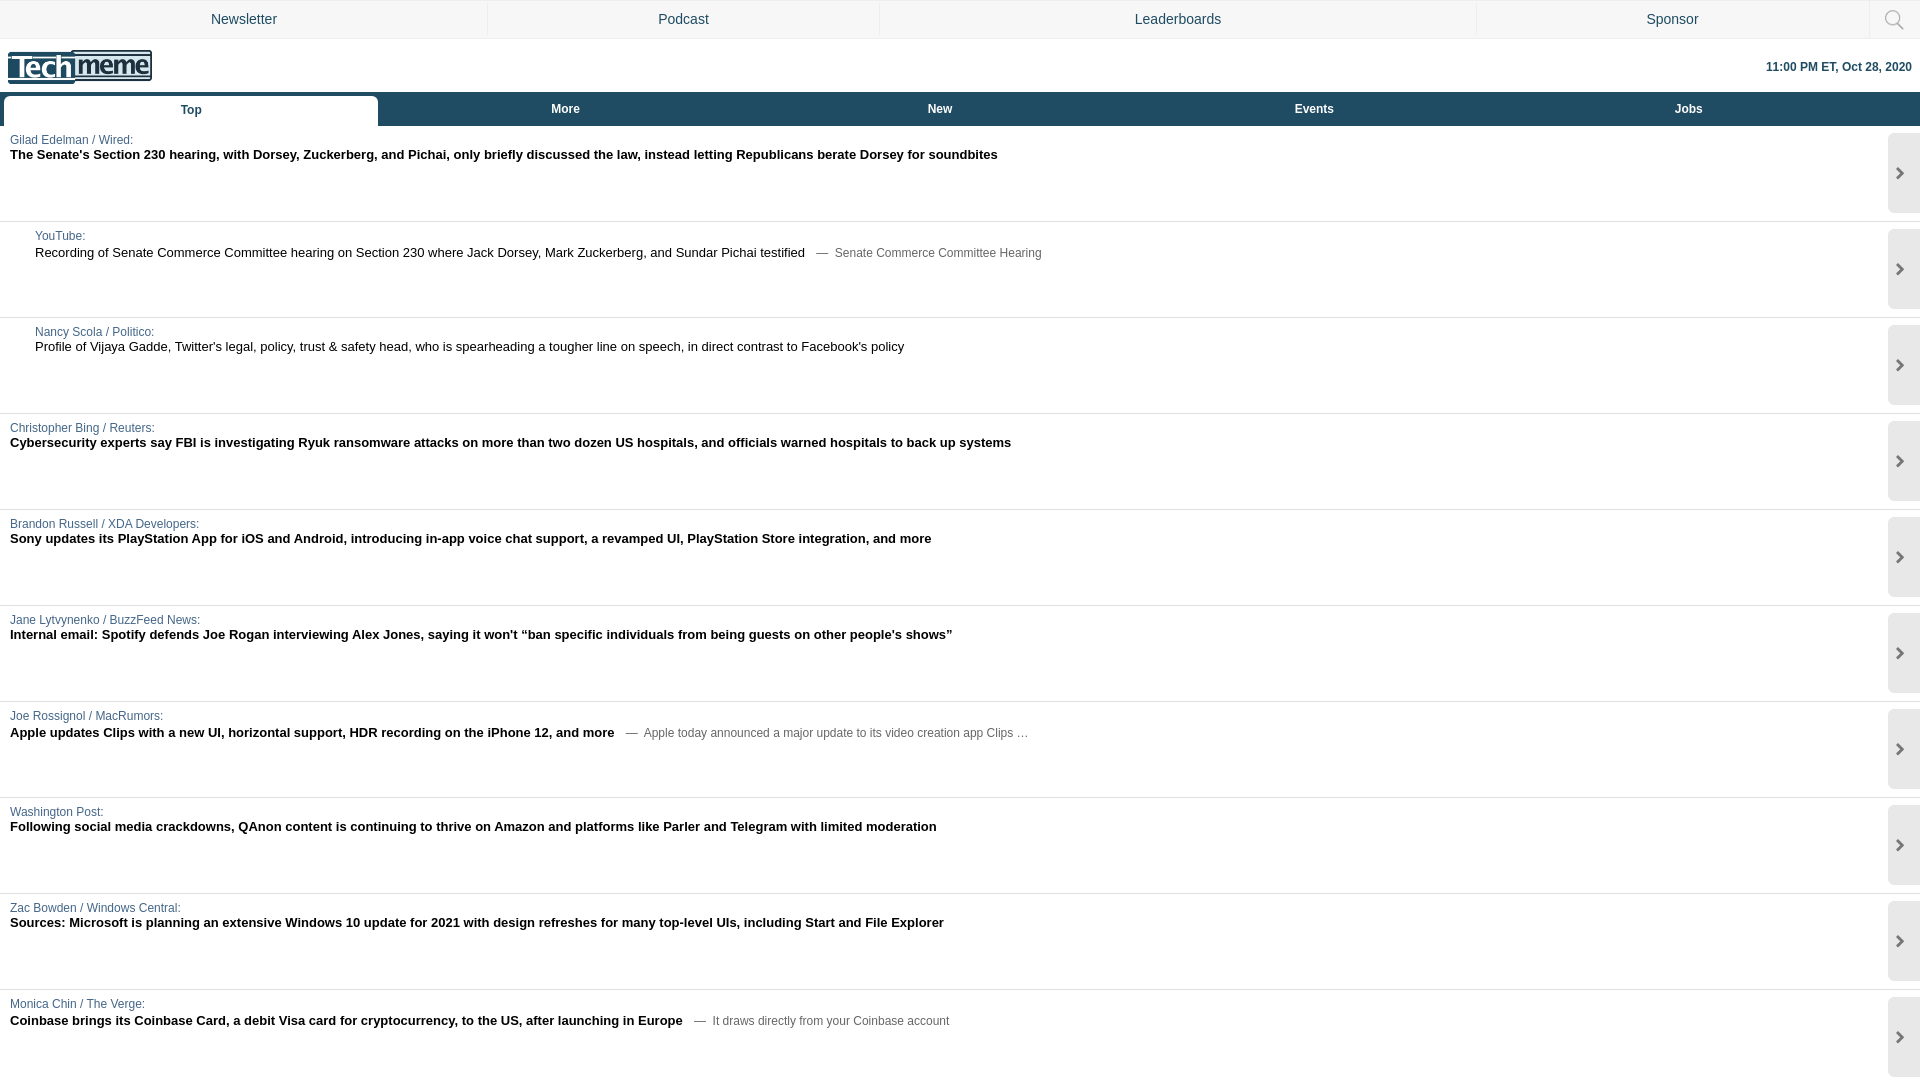 Newsletter
Podcast
Leaderboards
Sponsor
Techmeme
11:00 PM ET, Oct 28, 2020
Top
More
New
Events
Jobs
Gilad Edelman / Wired:
The Senate's Section 230 hearing, with Dorsey, Zuckerberg, and Pichai, only briefly discussed the law, instead letting Republicans berate Dorsey for soundbites
YouTube:
Recording of Senate Commerce Committee hearing on Section 230 where Jack Dorsey, Mark Zuckerberg, and Sundar Pichai testified — Senate Commerce Committee Hearing
Nancy Scola / Politico:
Profile of Vijaya Gadde, Twitter's legal, policy, trust & safety head, who is spearheading a tougher line on speech, in direct contrast to Facebook's policy
Christopher Bing / Reuters:
Cybersecurity experts say FBI is investigating Ryuk ransomware attacks on more than two dozen US hospitals, and officials warned hospitals to back up systems
Brandon Russell / XDA Developers:
Sony updates its PlayStation App for iOS and Android, introducing in-app voice chat support, a revamped UI, PlayStation Store integration, and more
Jane Lytvynenko / BuzzFeed News:
Internal email: Spotify defends Joe Rogan interviewing Alex Jones, saying it won't “ban specific individuals from being guests on other people's shows”
Joe Rossignol / MacRumors:
Apple updates Clips with a new UI, horizontal support, HDR recording on the iPhone 12, and more — Apple today announced a major update to its video creation app Clips …
Washington Post:
Following social media crackdowns, QAnon content is continuing to thrive on Amazon and platforms like Parler and Telegram with limited moderation
Zac Bowden / Windows Central:
Sources: Microsoft is planning an extensive Windows 10 update for 2021 with design refreshes for many top-level UIs, including Start and File Explorer
Monica Chin / The Verge:
Coinbase brings its Coinbase Card, a debit Visa card for cryptocurrency, to the US, after launching in Europe — It draws directly from your Coinbase account